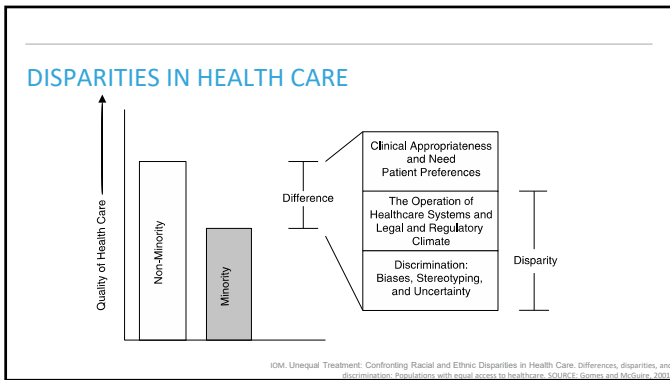 DISPARITIES IN HEALTH CARE
Quality of Health Care
Non-Minority
Minority
Difference
Clinical Appropriateness
and Need
Patient Preferences
The Operation of
Healthcare Systems and
Legal and Regulatory
Climate
Discrimination:
Biases, Stereotyping,
and Uncertainty
Disparity
IOM. Unequal Treatment: Confronting Racial and Ethnic Disparities in Health Care. Differences, disparities, and
discrimination: Populations with equal access to healthcare. SOURCE: Gomes and McGuire, 2001